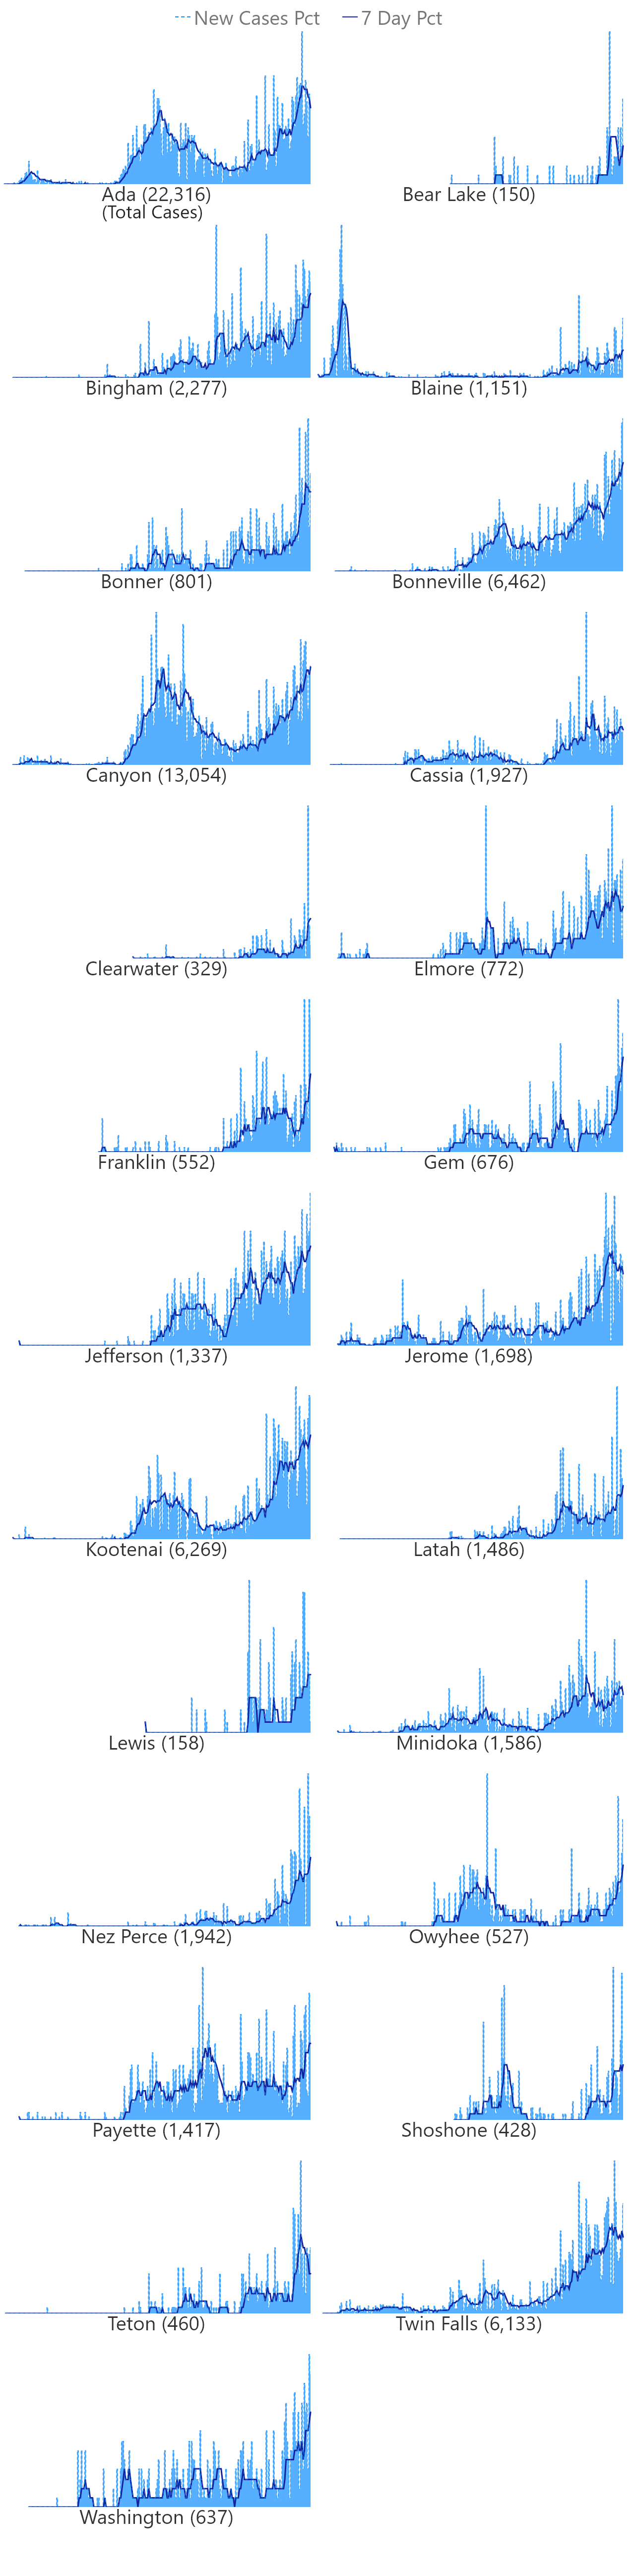 New Cases Pct 7 Day Pct
Ada (22,316)
(Total Cases)
Bear Lake (150)
Bingham (2,277)
Blaine (1,151)
Bonner (801)
Bonneville (6,462)
Canyon (13,054)
Cassia (1,927)
Clearwater (329)
Elmore (772)
Franklin (552)
Gem (676)
Jefferson (1,337)
Jerome (1,698)
Kootenai (6,269)
Latah (1,486)
Lewis (158)
Minidoka (1,586)
Nez Perce (1,942)
Owyhee (527)
Payette (1,417)
Shoshone (428)
Teton (460)
Twin Falls (6,133)
Washington (637)